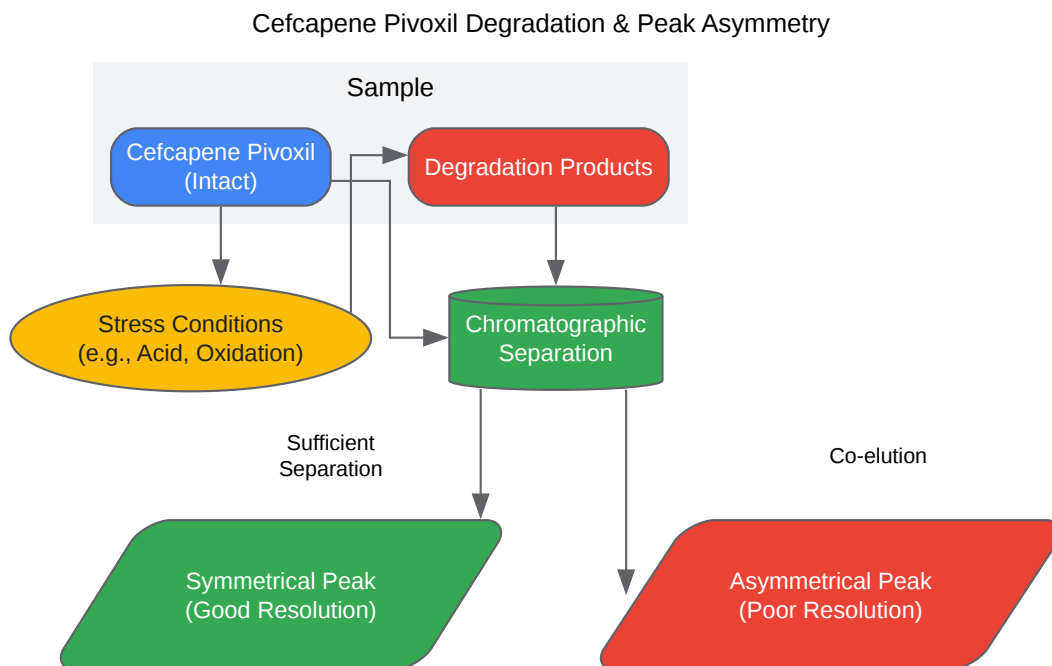 Cefcapene Pivoxil Degradation & Peak Asymmetry
Sample
Cefcapene Pivoxil
(Intact)
Degradation Products
Stress Conditions
(e.g., Acid, Oxidation)
Chromatographic
Separation
Sufficient
Separation
Co-elution
Symmetrical Peak
(Good Resolution)
Asymmetrical Peak
(Poor Resolution)